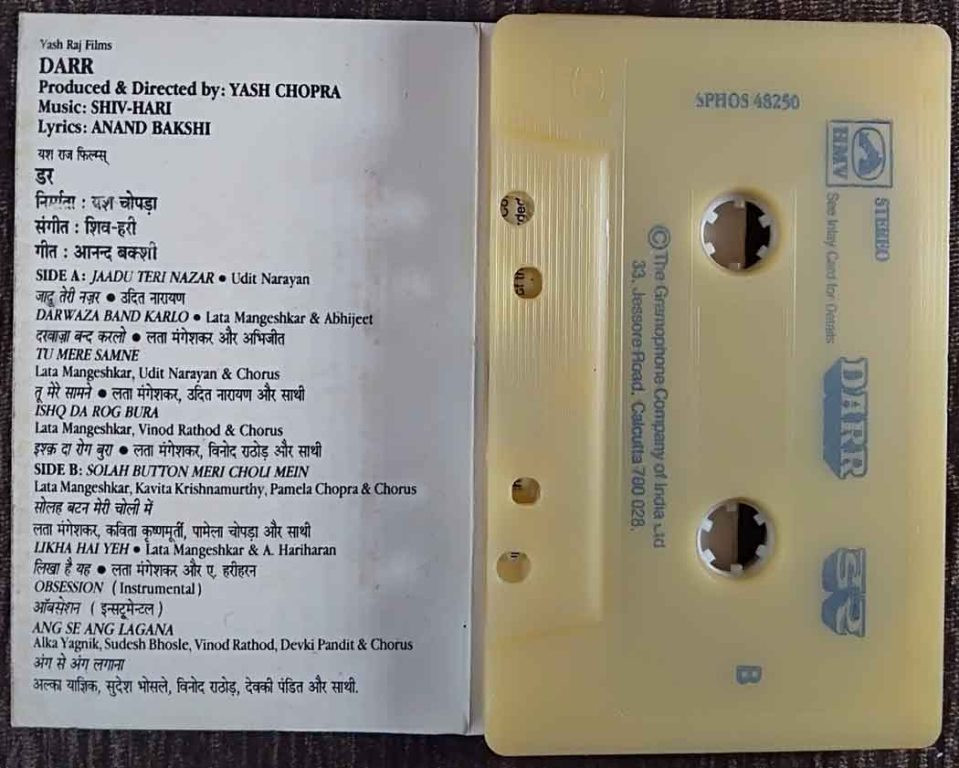 Yash Raj Films
DARR
Produced & Directed by: YASH CHOPRA
Music: SHIV-HARI
Lyrics: ANAND BAKSHI
यश राज फिल्म्स्
डर
निर्माता : यश चोपड़ा
संगीत : शिव-हरी
गीत : आनन्द बक्शी
SIDE A: JAADU TERI NAZAR • Udit Narayan
जादू तेरी नज़र • उदित नारायण
DARWAZA BAND KARLO • Lata Mangeshkar & Abhijeet
दरवाज़ा बन्द करलो • लता मंगेशकर और अभिजीत
TU MERE SAMNE
Lata Mangeshkar, Udit Narayan & Chorus
तू मेरे सामने • लता मंगेशकर, उदित नारायण और साथी
ISHQ DA ROG BURA
Lata Mangeshkar, Vinod Rathod & Chorus
इश्क़ दा रोग बुरा • लता मंगेशकर, विनोद राठोड़ और साथी
SIDE B: SOLAH BUTTON MERI CHOLI MEIN
Lata Mangeshkar, Kavita Krishnamurthy, Pamela Chopra & Chorus
सोलह बटन मेरी चोली में
लता मंगेशकर, कविता कृष्णमूर्ती, पामेला चोपड़ा और साथी
LIKHA HAI YEH • Lata Mangeshkar & A. Hariharan
लिखा है यह • लता मंगेशकर और ए. हरीहरन
OBSESSION (Instrumental)
ऑबसेशन ( इन्सट्रूमेन्टल )
ANG SE ANG LAGANA
Alka Yagnik, Sudesh Bhosle, Vinod Rathod, Devki Pandit & Chorus
अंग से अंग लगाना
अल्का याज्ञिक, सुदेश भोसले, विनोद राठोड़, देवकी पंडित और साथी.
SPHOS 48250
HMV
STEREO
See Inlay Card for Details
DARR
डर
B
© The Gramophone Company of India Ltd
33, Jessore Road, Calcutta 700 028.